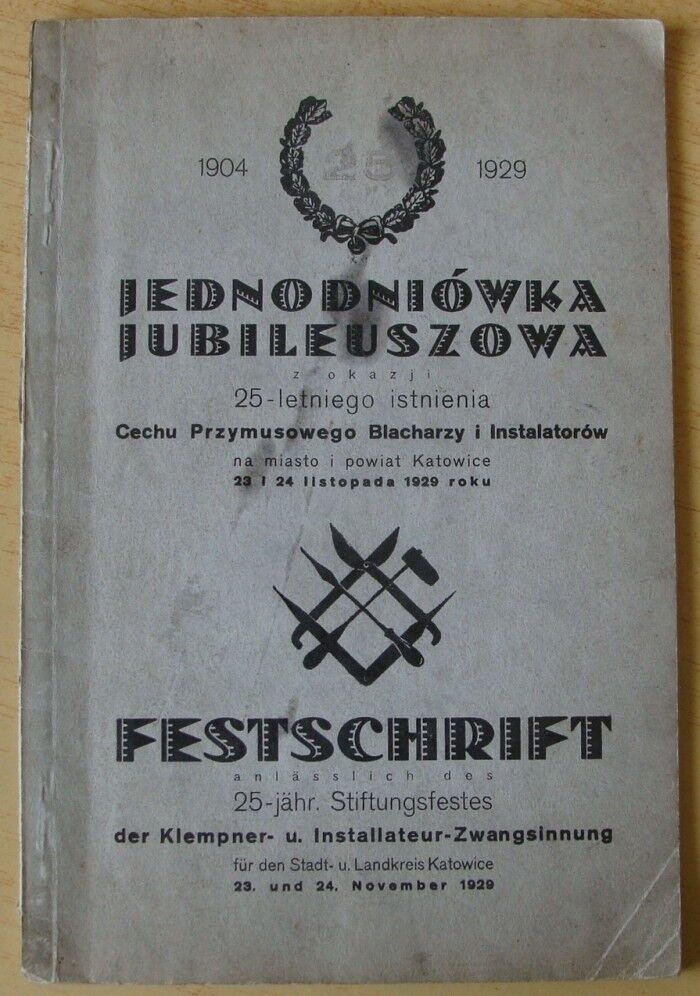 1904 25 1929
JEDNODNIÓWKA
JUBILEUSZOWA
z okazji
25-letniego istnienia
Cechu Przymusowego Blacharzy i Instalatorów
na miasto i powiat Katowice
23 i 24 listopada 1929 roku
FESTSCHRIFT
anlässlich des
25-jähr. Stiftungsfestes
der Klempner- u. Installateur-Zwangsinnung
für den Stadt- u. Landkreis Katowice
23. und 24. November 1929